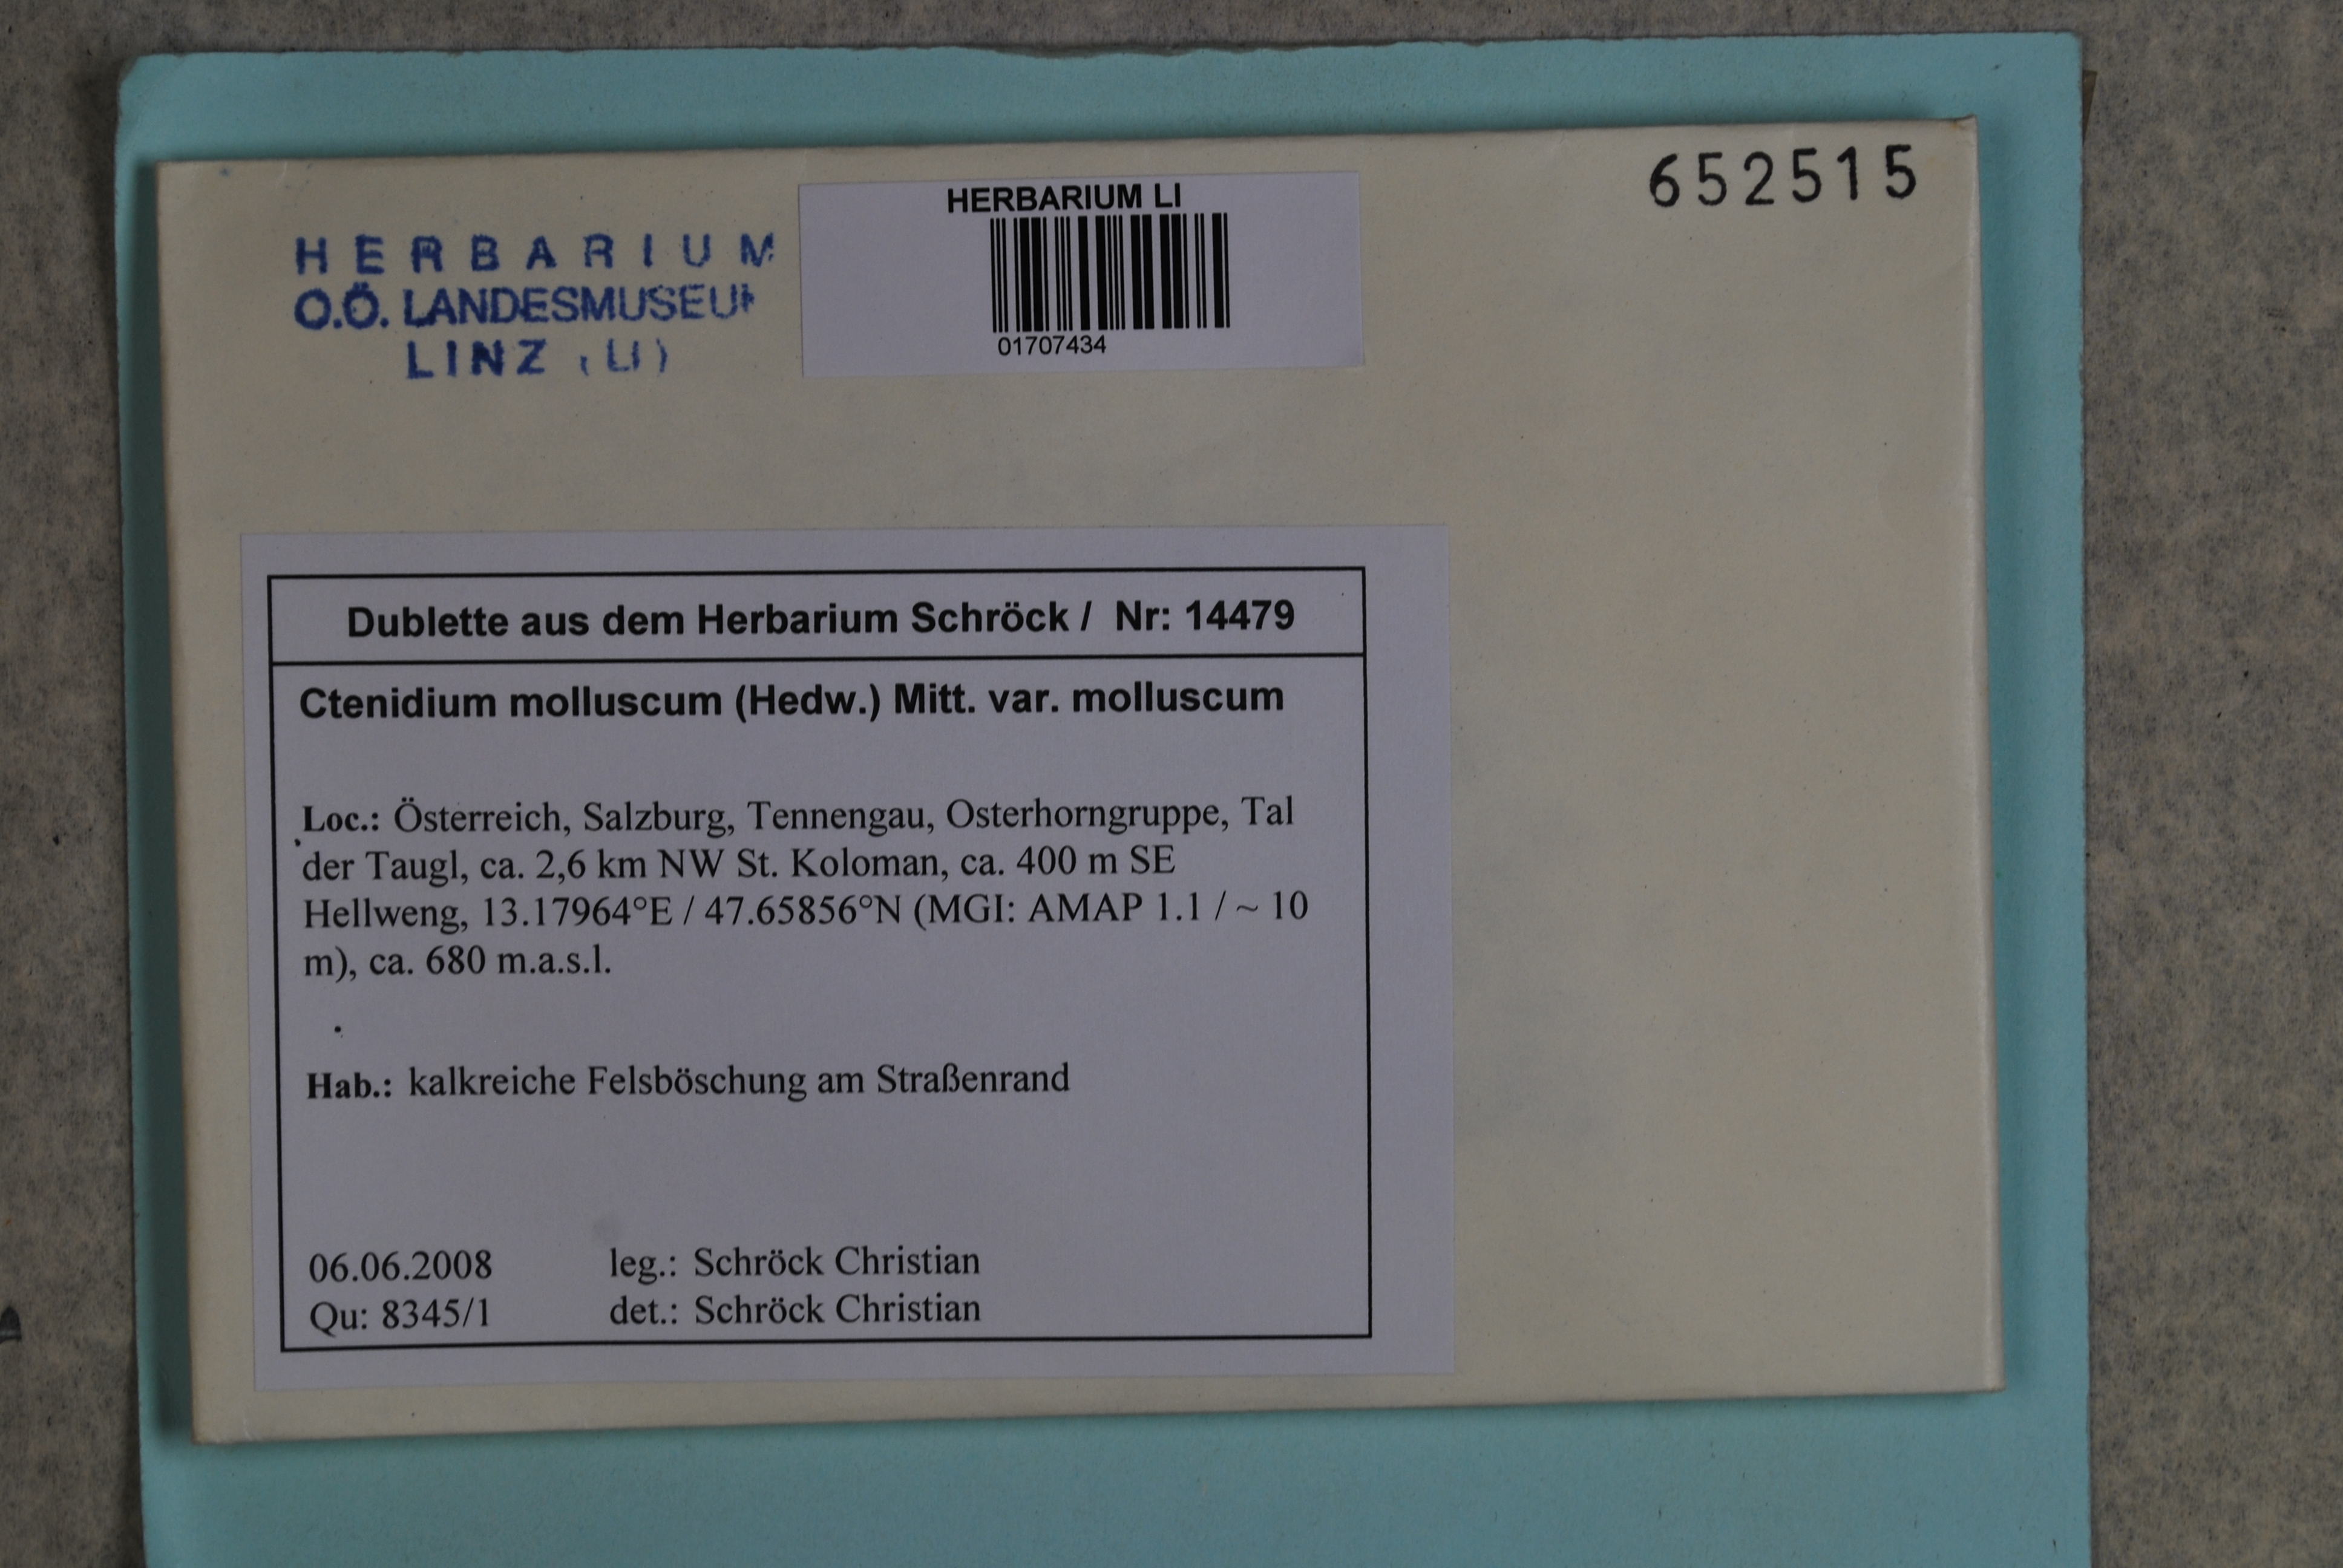 652515
HERBARIUM LI
01707434
HERBARIUM
O.Ö. LANDESMUSEUM
LINZ (LI)
Dublette aus dem Herbarium Schröck / Nr: 14479
Ctenidium molluscum (Hedw.) Mitt. var. molluscum
Loc.: Österreich, Salzburg, Tennengau, Osterhorngruppe, Tal
der Taugl, ca. 2,6 km NW St. Koloman, ca. 400 m SE
Hellweng, 13.17964°E / 47.65856°N (MGI: AMAP 1.1 / ~ 10
m), ca. 680 m.a.s.l.
Hab.: kalkreiche Felsböschung am Straßenrand
06.06.2008 leg.: Schröck Christian
Qu: 8345/1 det.: Schröck Christian